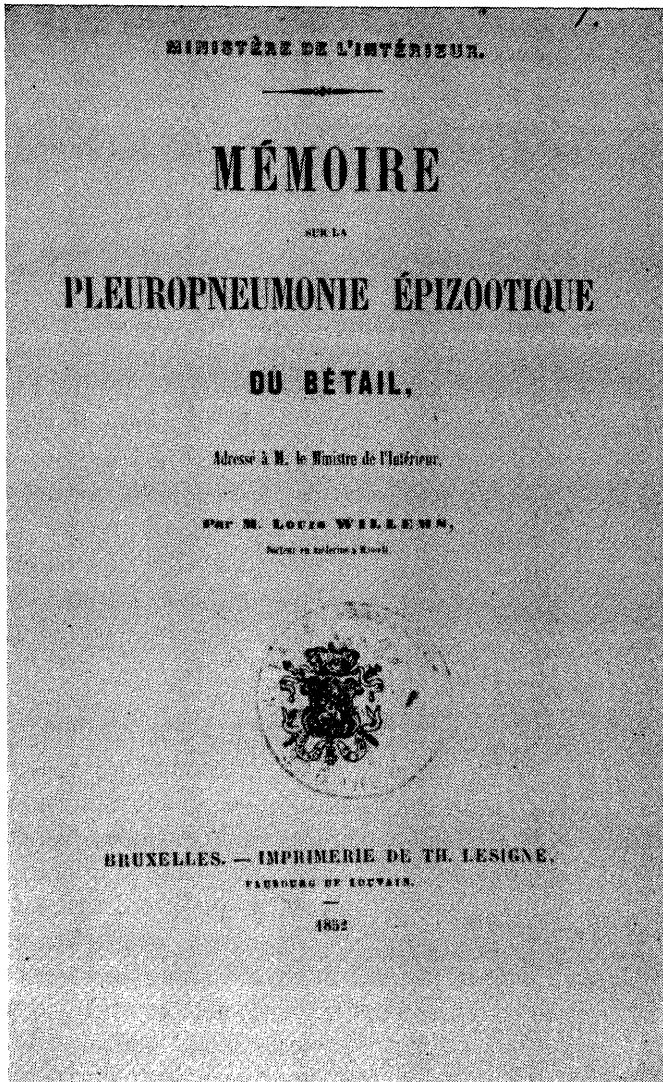 1.
MINISTÈRE DE L'INTÉRIEUR.
MÉMOIRE
SUR LA
PLEUROPNEUMONIE ÉPIZOOTIQUE
DU BÉTAIL,
Adressé à M. le Ministre de l'Intérieur,
Par M. Louis WILLEMS,
Docteur en médecine à Hasselt.
BRUXELLES. — IMPRIMERIE DE TH. LESIGNE,
FAUBOURG DE LOUVAIN.
1852